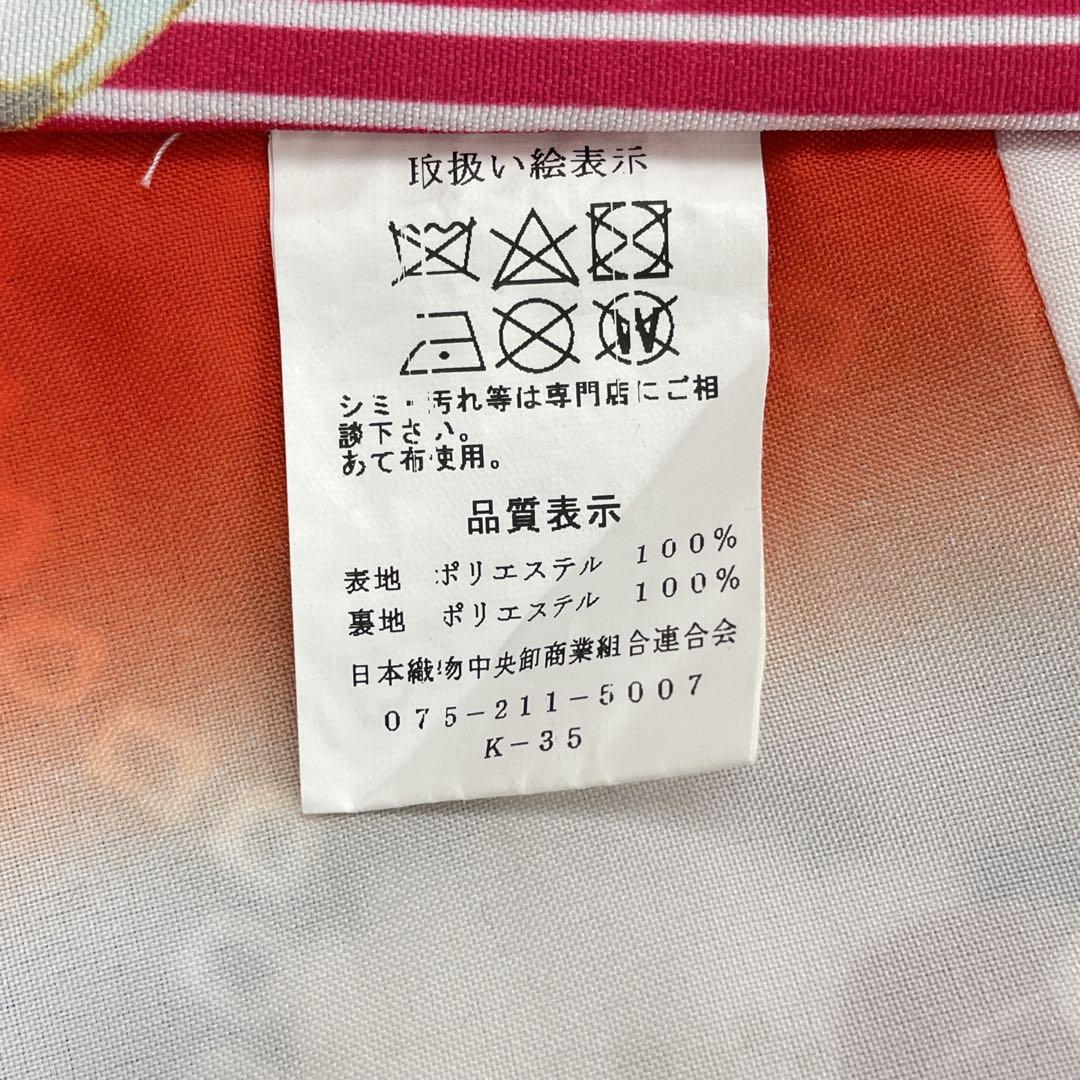 取扱い絵表示
シミ・汚れ等は専門店にご相
談下さい。
あて布使用。
品質表示
表地 ポリエステル 100%
裏地 ポリエステル 100%
日本織物中央卸商業組合連合会
075-211-5007
K-35